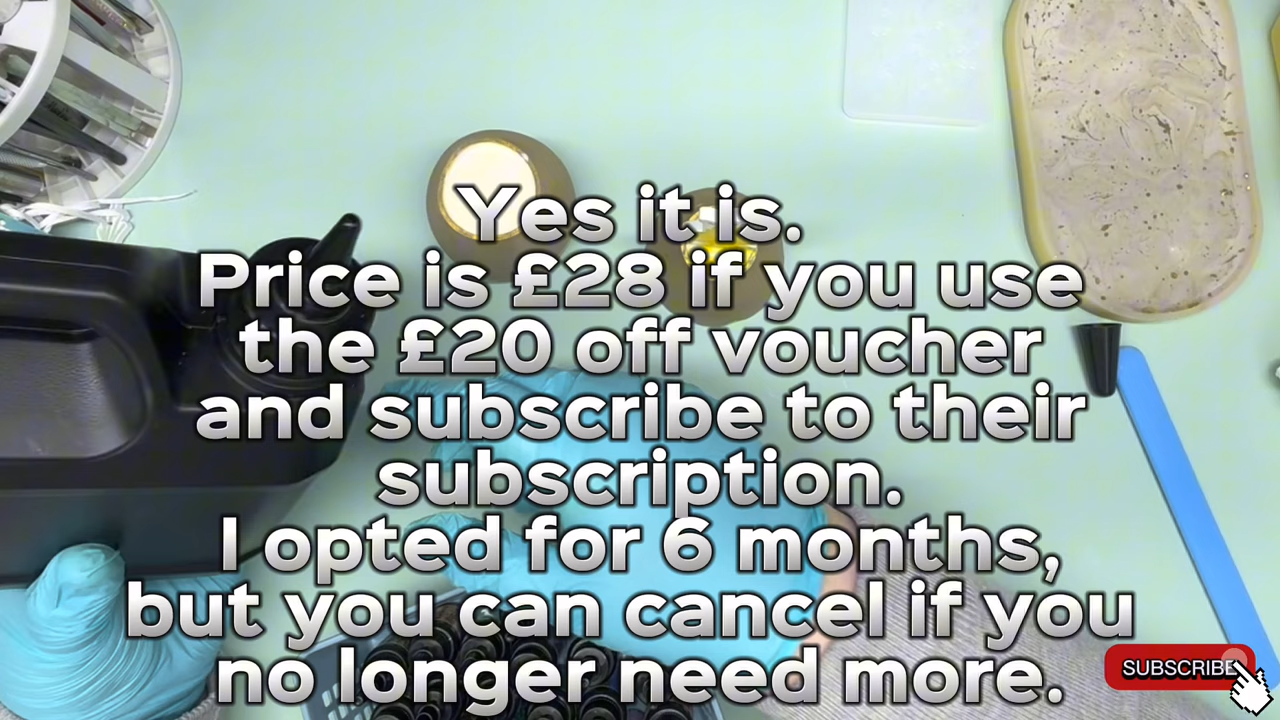 Yes it is.
Price is £28 if you use
the £20 off voucher
and subscribe to their
subscription.
I opted for 6 months,
but you can cancel if you
no longer need more.
SUBSCRIBE